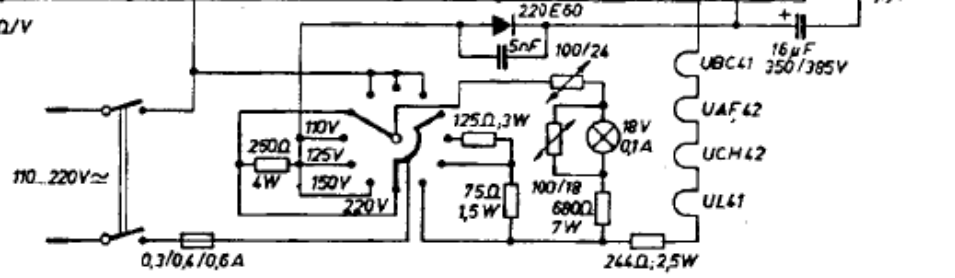 220E60
Ω/V
+
5nF
100/24
16µF
350/385V
UBC41
UAF,42
125Ω,3W
18V
0,1A
110V
250Ω
125V
4W
150V
UCH42
110...220V≂
220V
75Ω
1,5W
100/18
680Ω
7W
UL41
0,3/0,4/0,6A
244Ω;2,5W